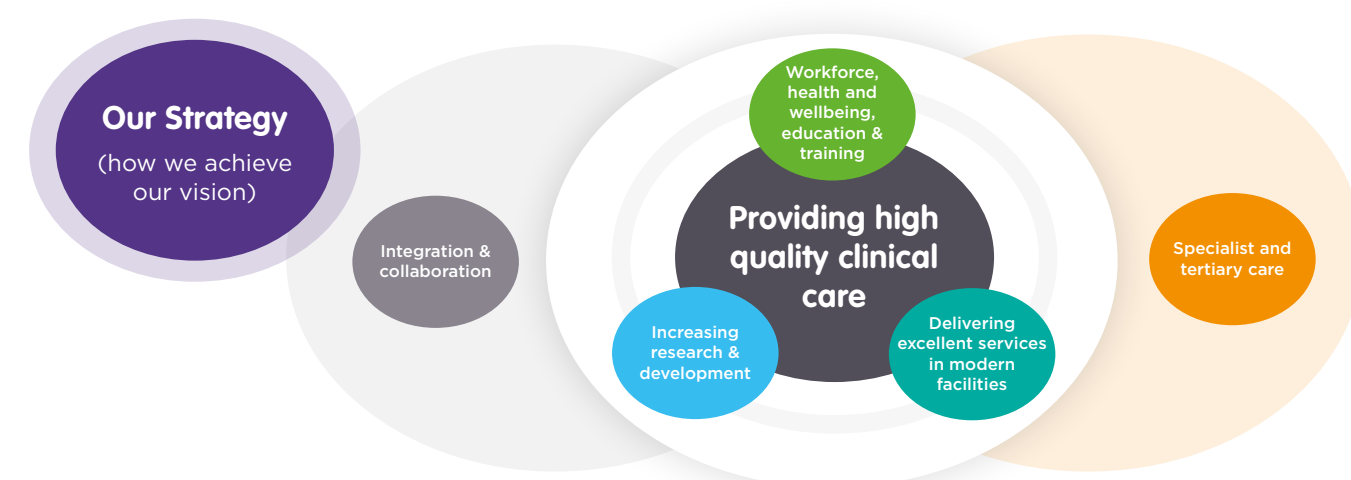 Our Strategy
(how we achieve
our vision)
Integration &
collaboration
Workforce,
health and
wellbeing,
education &
training
Providing high
quality clinical
care
Increasing
research &
development
Delivering
excellent services
in modern
facilities
Specialist and
tertiary care